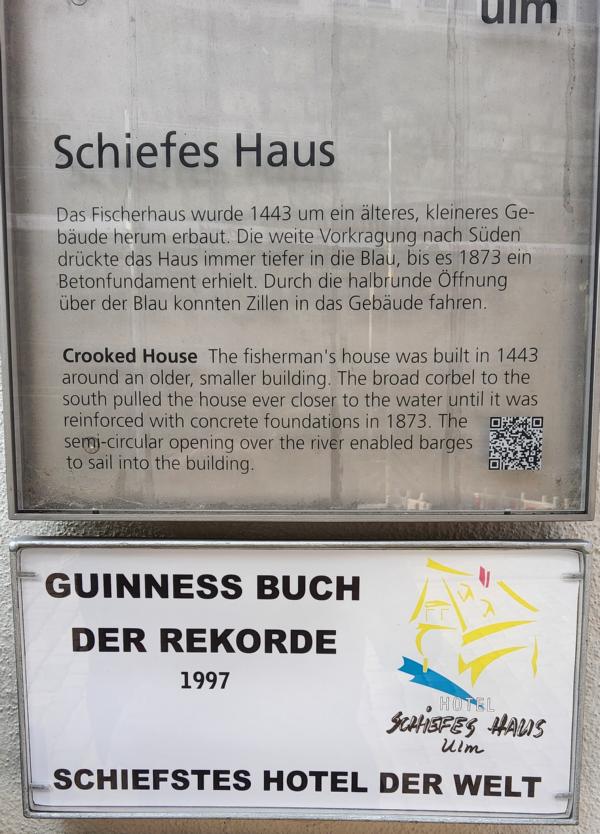 ulm
Schiefes Haus
Das Fischerhaus wurde 1443 um ein älteres, kleineres Ge-
bäude herum erbaut. Die weite Vorkragung nach Süden
drückte das Haus immer tiefer in die Blau, bis es 1873 ein
Betonfundament erhielt. Durch die halbrunde Öffnung
über der Blau konnten Zillen in das Gebäude fahren.
Crooked House The fisherman's house was built in 1443
around an older, smaller building. The broad corbel to the
south pulled the house ever closer to the water until it was
reinforced with concrete foundations in 1873. The
semi-circular opening over the river enabled barges
to sail into the building.
GUINNESS BUCH
DER REKORDE
1997
HOTEL
SCHiEFES HAUS
Ulm
SCHIEFSTES HOTEL DER WELT